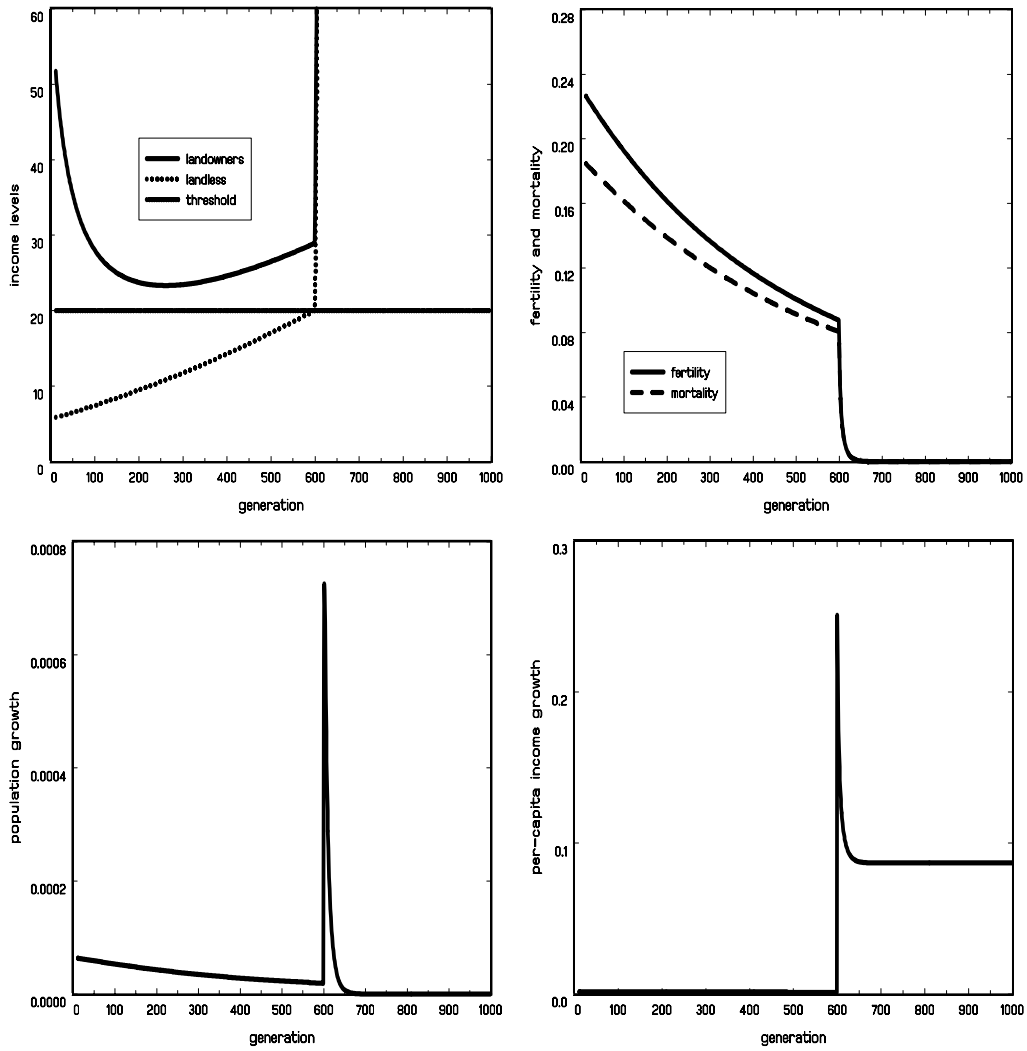 60
50
40
30
20
10
0
income levels
landowners
landless
threshold
0 100 200 300 400 500 600 700 800 900 1000
generation
0.28
0.24
0.20
0.16
0.12
0.08
0.04
0.00
fertility and mortality
fertility
mortality
0 100 200 300 400 500 600 700 800 900 1000
generation
0.0008
0.0006
0.0004
0.0002
0.0000
population growth
0 100 200 300 400 500 600 700 800 900 1000
generation
0.3
0.2
0.1
0.0
per-capita income growth
0 100 200 300 400 500 600 700 800 900 1000
generation